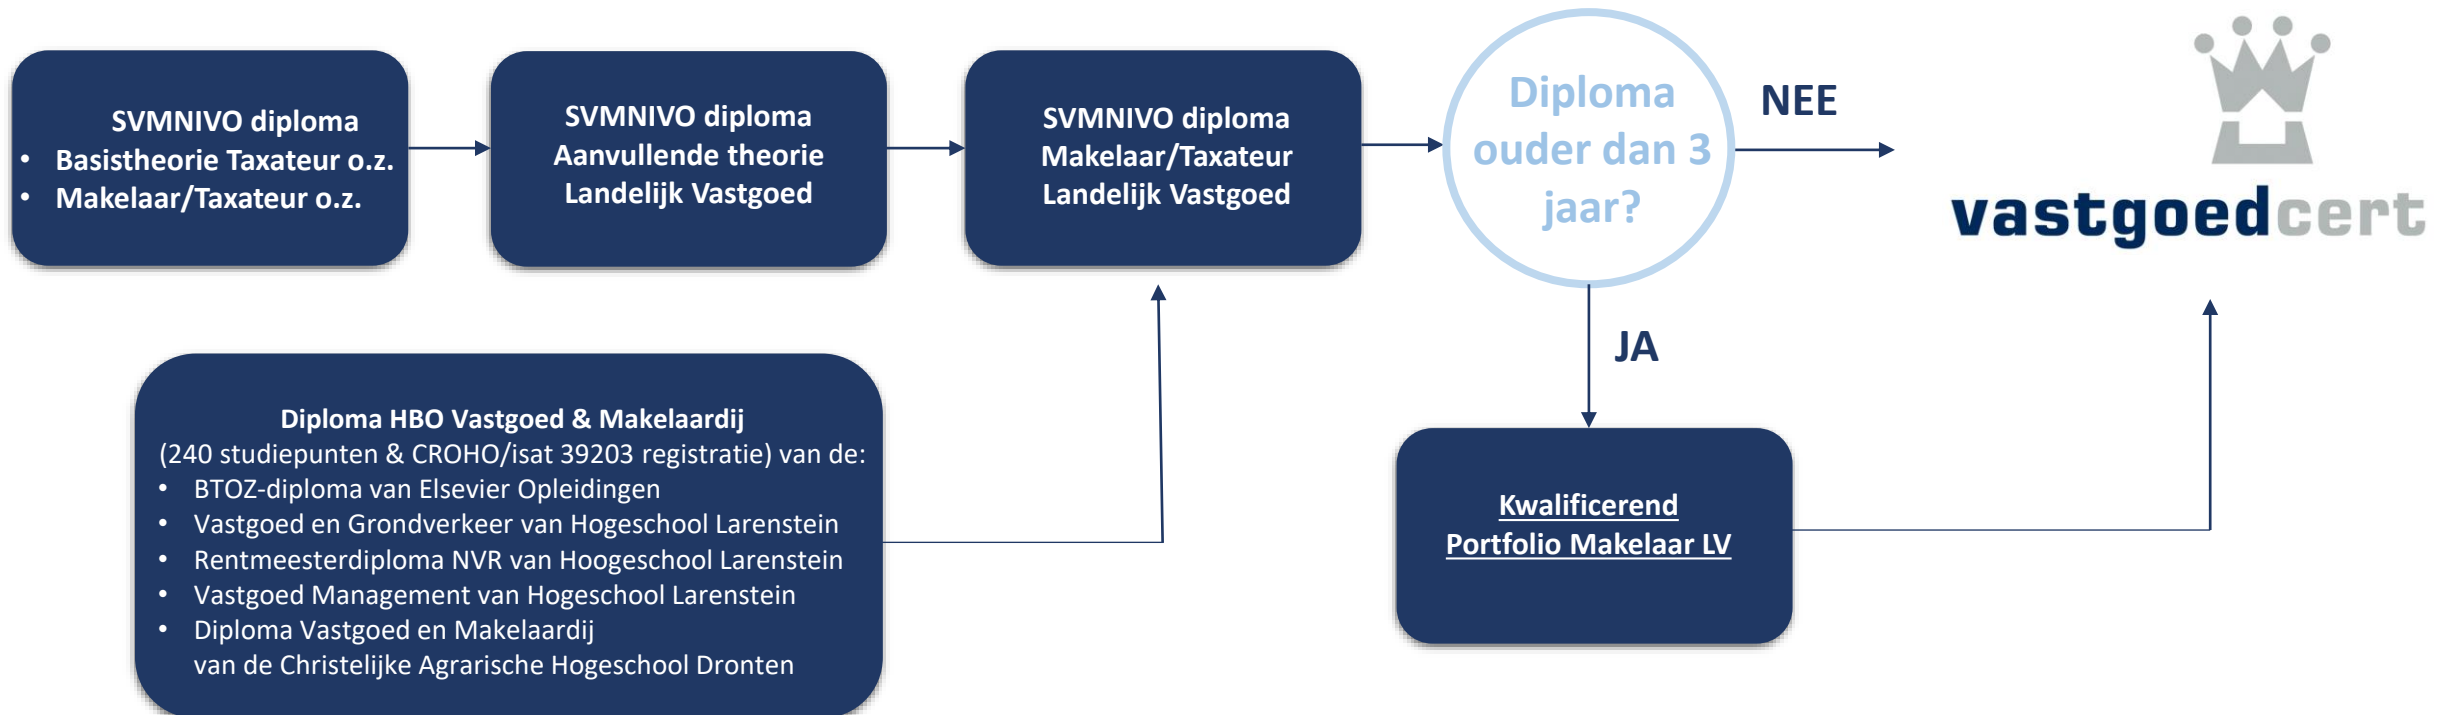 SVMNIVO diploma
• Basistheorie Taxateur o.z.
• Makelaar/Taxateur o.z.
SVMNIVO diploma
Aanvullende theorie
Landelijk Vastgoed
SVMNIVO diploma
Makelaar/Taxateur
Landelijk Vastgoed
Diploma
ouder dan 3
jaar?
NEE
vastgoedcert
JA
Diploma HBO Vastgoed & Makelaardij
(240 studiepunten & CROHO/isat 39203 registratie) van de:
• BTOZ-diploma van Elsevier Opleidingen
• Vastgoed en Grondverkeer van Hogeschool Larenstein
• Rentmeesterdiploma NVR van Hoogeschool Larenstein
• Vastgoed Management van Hogeschool Larenstein
• Diploma Vastgoed en Makelaardij
van de Christelijke Agrarische Hogeschool Dronten
Kwalificerend
Portfolio Makelaar LV